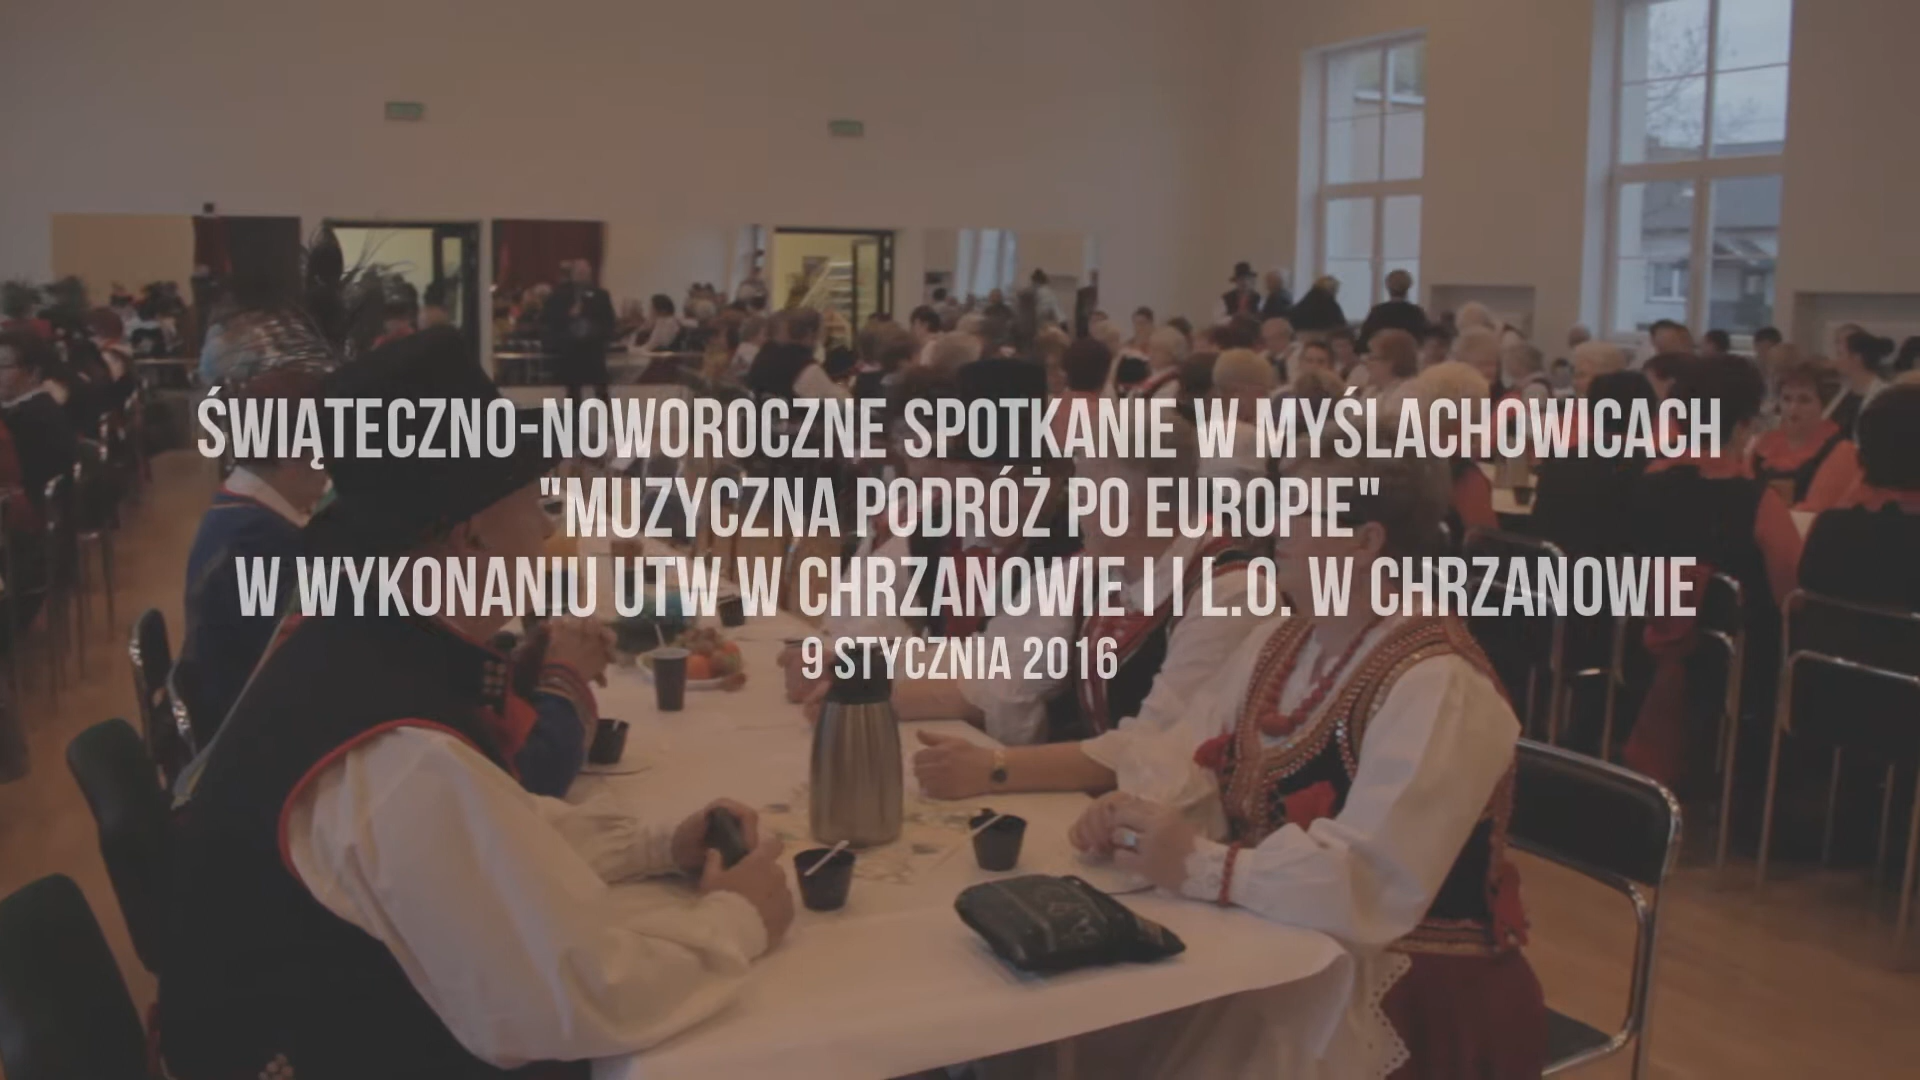 ŚWIĄTECZNO-NOWOROCZNE SPOTKANIE W MYŚLACHOWICACH
"MUZYCZNA PODRÓŻ PO EUROPIE"
W WYKONANIU UTW W CHRZANOWIE I I L.O. W CHRZANOWIE
9 STYCZNIA 2016